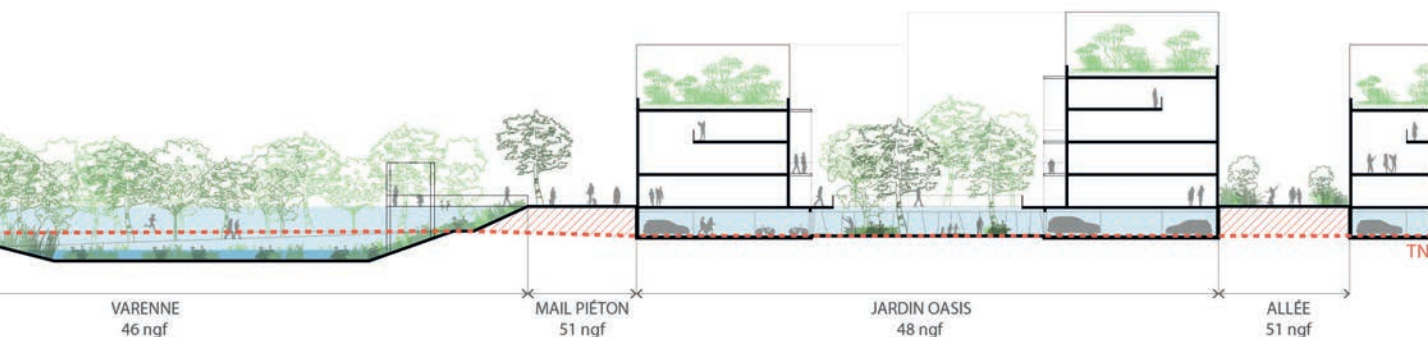 TN
VARENNE
46 ngf
MAIL PIÉTON
51 ngf
JARDIN OASIS
48 ngf
ALLÉE
51 ngf